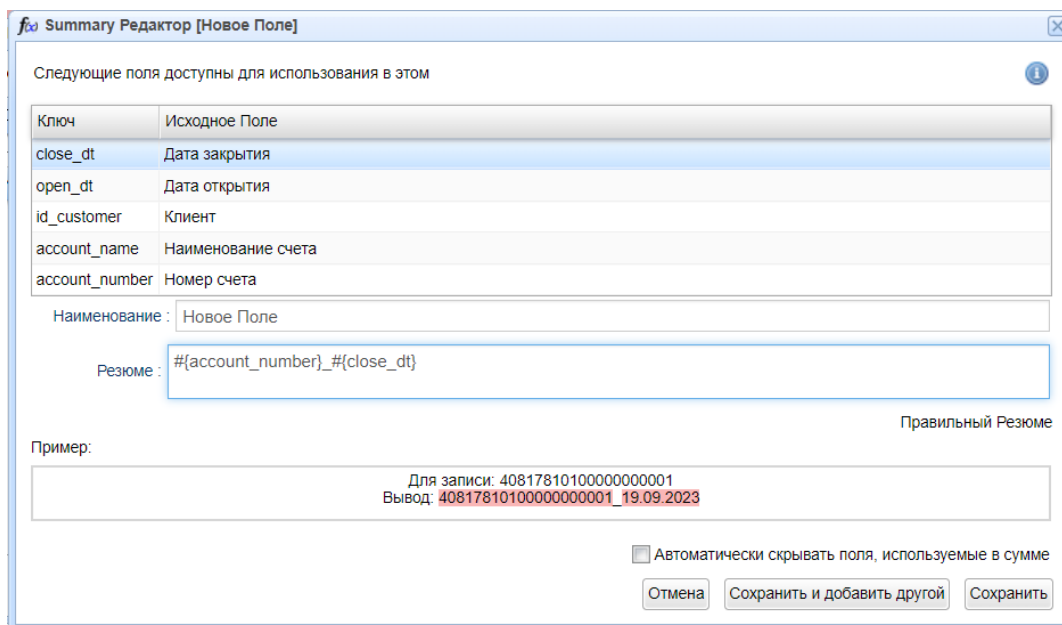 f(x) Summary Редактор [Новое Поле]
Следующие поля доступны для использования в этом
Ключ Исходное Поле
close_dt Дата закрытия
open_dt Дата открытия
id_customer Клиент
account_name Наименование счета
account_number Номер счета
Наименование : Новое Поле
Резюме : #{account_number}_#{close_dt}
Правильный Резюме
Пример:
Для записи: 40817810100000000001
Вывод: 40817810100000000001_19.09.2023
Автоматически скрывать поля, используемые в сумме
Отмена Сохранить и добавить другой Сохранить